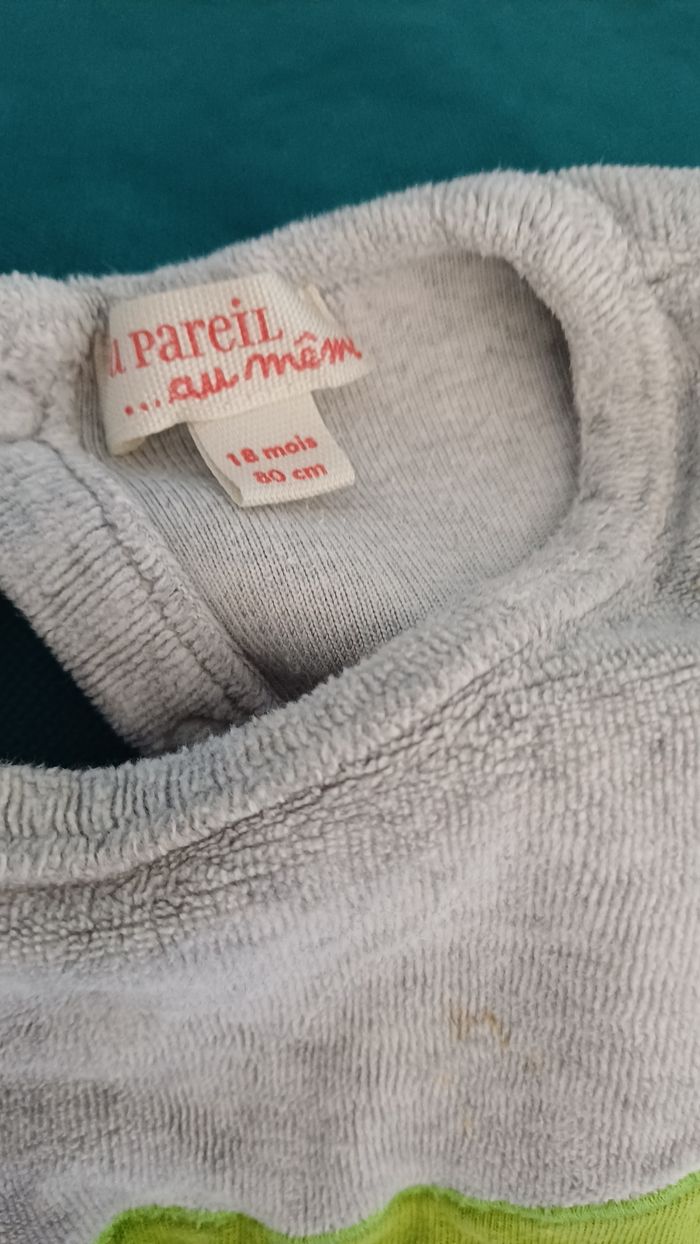 u PareiL
...au mêm
18 mois
80 cm